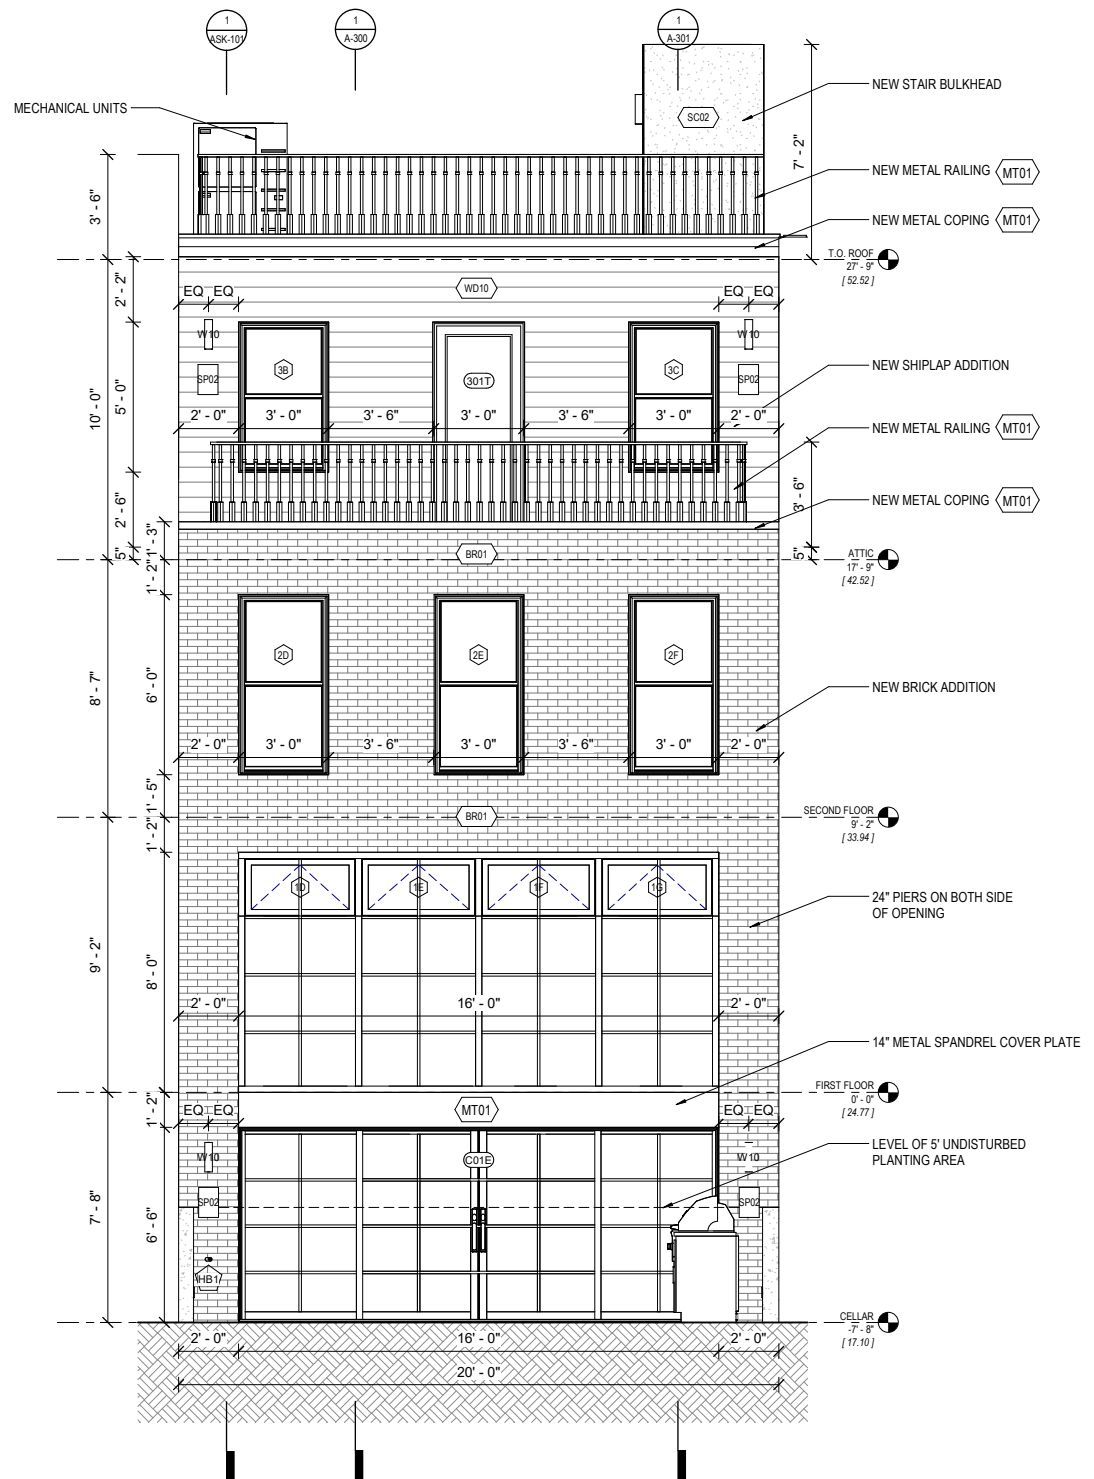 1
ASK-101
1
A-300
1
A-301
MECHANICAL UNITS
NEW STAIR BULKHEAD
SC02
7' - 2"
3' - 6"
NEW METAL RAILING MT01
NEW METAL COPING MT01
T.O. ROOF
27' - 9"
[ 52.52 ]
2' - 2"
EQ EQ
WD10
EQ EQ
W10
W10
3B
301T
3C
SP02
SP02
NEW SHIPLAP ADDITION
10' - 0"
5' - 0"
2' - 0" 3' - 0" 3' - 6" 3' - 0" 3' - 6" 3' - 0" 2' - 0"
NEW METAL RAILING MT01
2' - 6"
3' - 6"
NEW METAL COPING MT01
5"
1' - 3"
BR01
5"
ATTIC
17' - 9"
[ 42.52 ]
1' - 2"
2D
2E
2F
8' - 7"
6' - 0"
NEW BRICK ADDITION
2' - 0" 3' - 0" 3' - 6" 3' - 0" 3' - 6" 3' - 0" 2' - 0"
1' - 5"
BR01
SECOND FLOOR
9' - 2"
[ 33.94 ]
1' - 2"
1D
1E
1F
1G
24" PIERS ON BOTH SIDE
OF OPENING
9' - 2"
8' - 0"
2' - 0" 16' - 0" 2' - 0"
14" METAL SPANDREL COVER PLATE
FIRST FLOOR
0' - 0"
[ 24.77 ]
1' - 2"
EQ EQ
MT01
EQ EQ
W10
C01E
W10
LEVEL OF 5' UNDISTURBED
PLANTING AREA
SP02
SP02
7' - 8"
6' - 6"
HB1
CELLAR
-7' - 8"
[ 17.10 ]
2' - 0" 16' - 0" 2' - 0"
20' - 0"